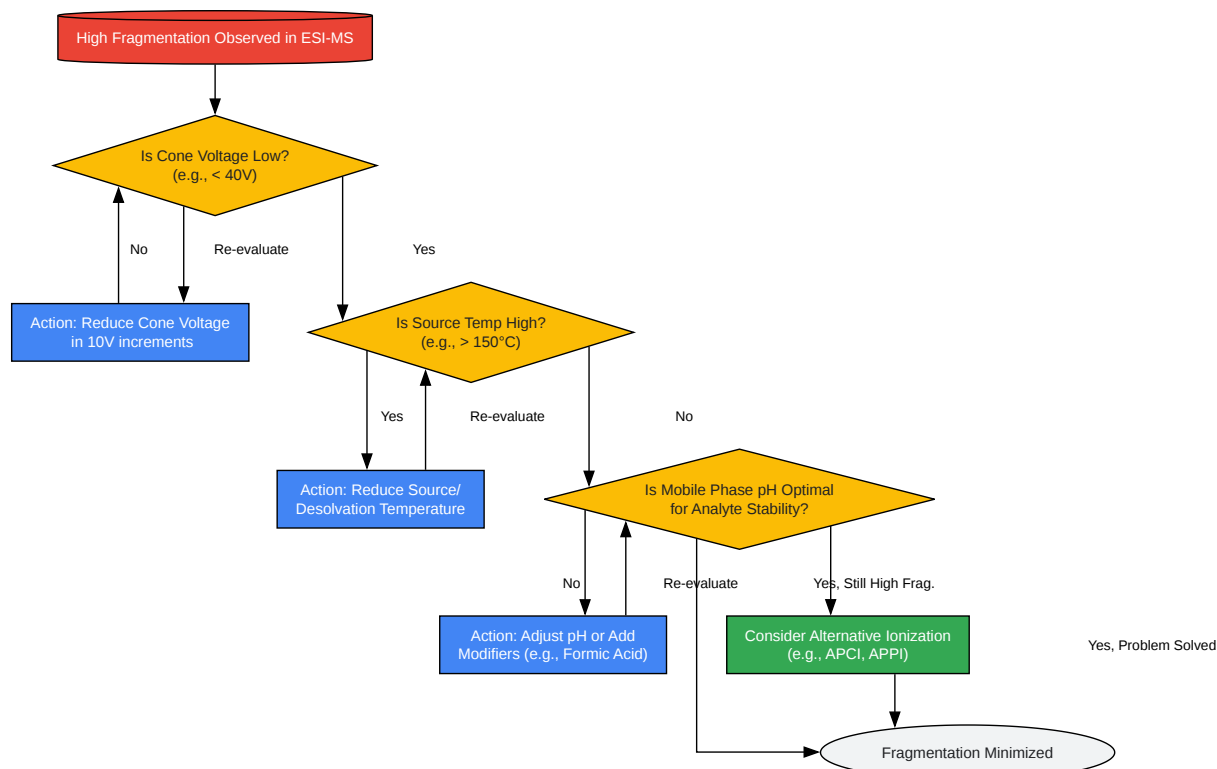 High Fragmentation Observed in ESI-MS
Is Cone Voltage Low?
(e.g., < 40V)
No
Re-evaluate
Yes
Action: Reduce Cone Voltage
in 10V increments
Is Source Temp High?
(e.g., > 150°C)
Yes
Re-evaluate
No
Action: Reduce Source/
Desolvation Temperature
Is Mobile Phase pH Optimal
for Analyte Stability?
No
Re-evaluate
Yes, Still High Frag.
Action: Adjust pH or Add
Modifiers (e.g., Formic Acid)
Consider Alternative Ionization
(e.g., APCI, APPI)
Yes, Problem Solved
Fragmentation Minimized